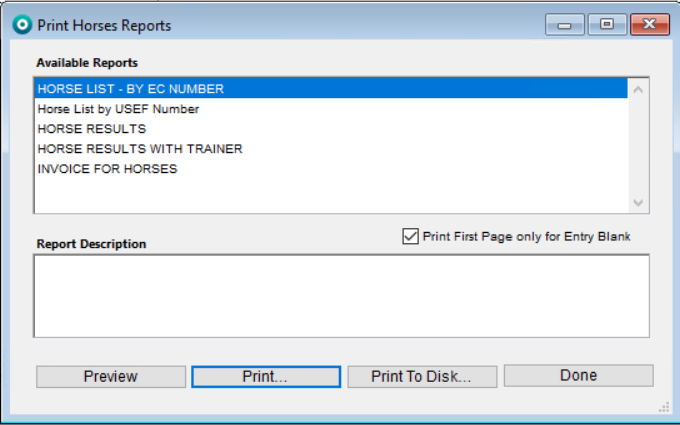 Print Horses Reports
Available Reports
HORSE LIST - BY EC NUMBER
Horse List by USEF Number
HORSE RESULTS
HORSE RESULTS WITH TRAINER
INVOICE FOR HORSES
Print First Page only for Entry Blank
Report Description
Preview Print... Print To Disk... Done